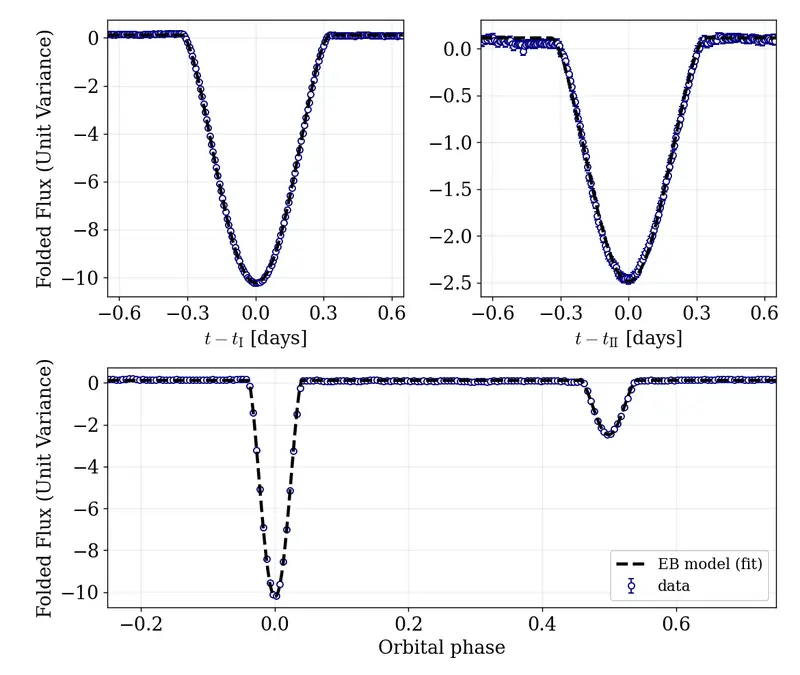 Folded Flux (Unit Variance)
0
−2
−4
−6
−8
−10
−0.6 −0.3 0.0 0.3 0.6
t − t_I [days]
0.0
−0.5
−1.0
−1.5
−2.0
−2.5
−0.6 −0.3 0.0 0.3 0.6
t − t_II [days]
Folded Flux (Unit Variance)
0
−2
−4
−6
−8
−10
−0.2 0.0 0.2 0.4 0.6
Orbital phase
EB model (fit)
data